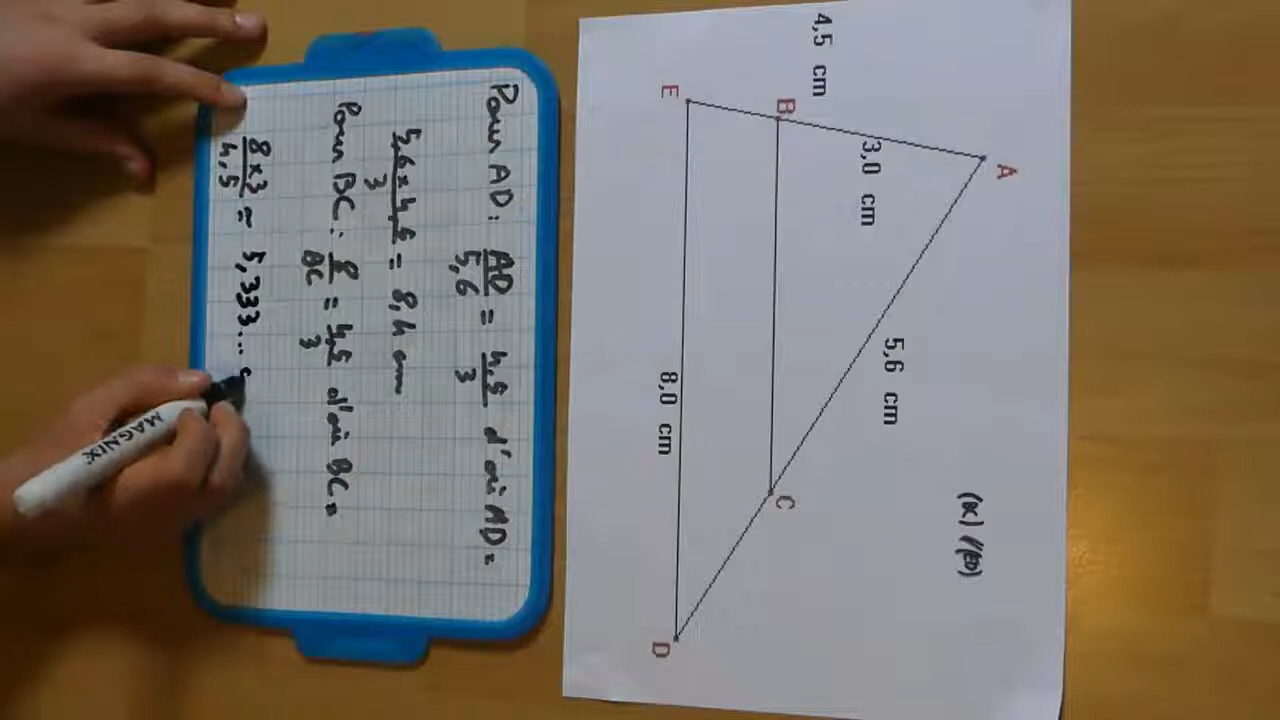 Pour AD: AD/5,6 = 4,5/3 d'où AD =
5,6 x 4,5/3 = 8,4 cm
Pour BC: 8/BC = 4,5/3 d'où BC =
8 x 3/4,5 = 5,333... c
MAGNIX
(BC) //(ED)
A
3,0 cm
5,6 cm
4,5 cm
B
C
E
8,0 cm
D